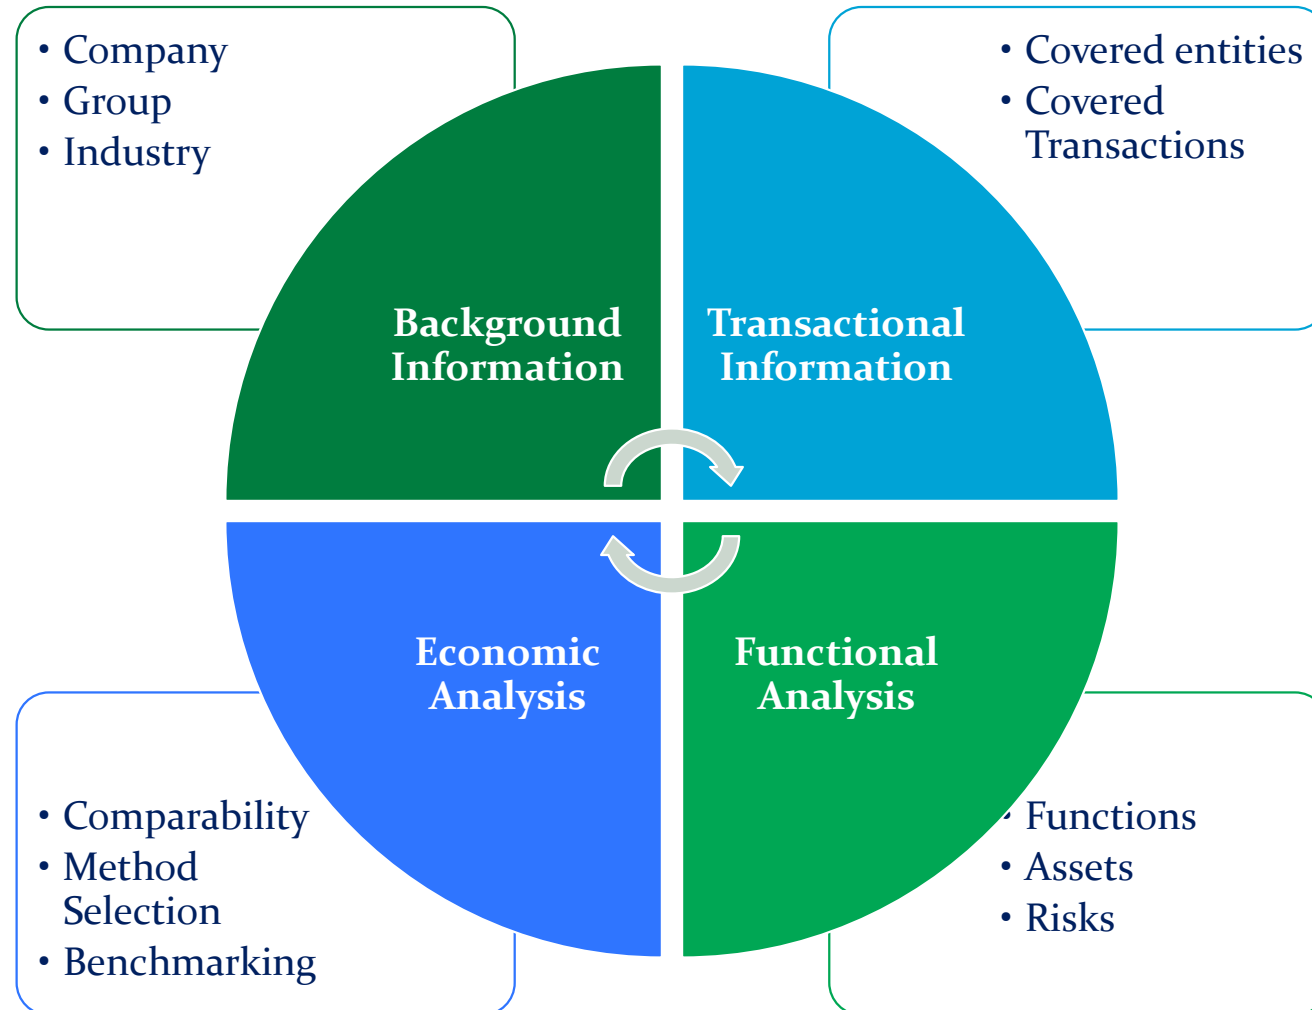 • Company
• Group
• Industry
• Covered entities
• Covered
Transactions
Background
Information
Transactional
Information
Economic
Analysis
Functional
Analysis
• Comparability
• Method
Selection
• Benchmarking
• Functions
• Assets
• Risks